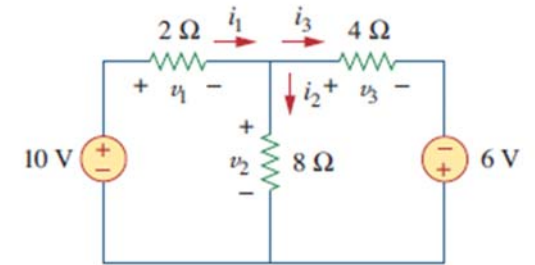 2 Ω i₁ i₃ 4 Ω
+ v₁ − i₂ + v₃ −
10 V + − + v₂ − 8 Ω − + 6 V